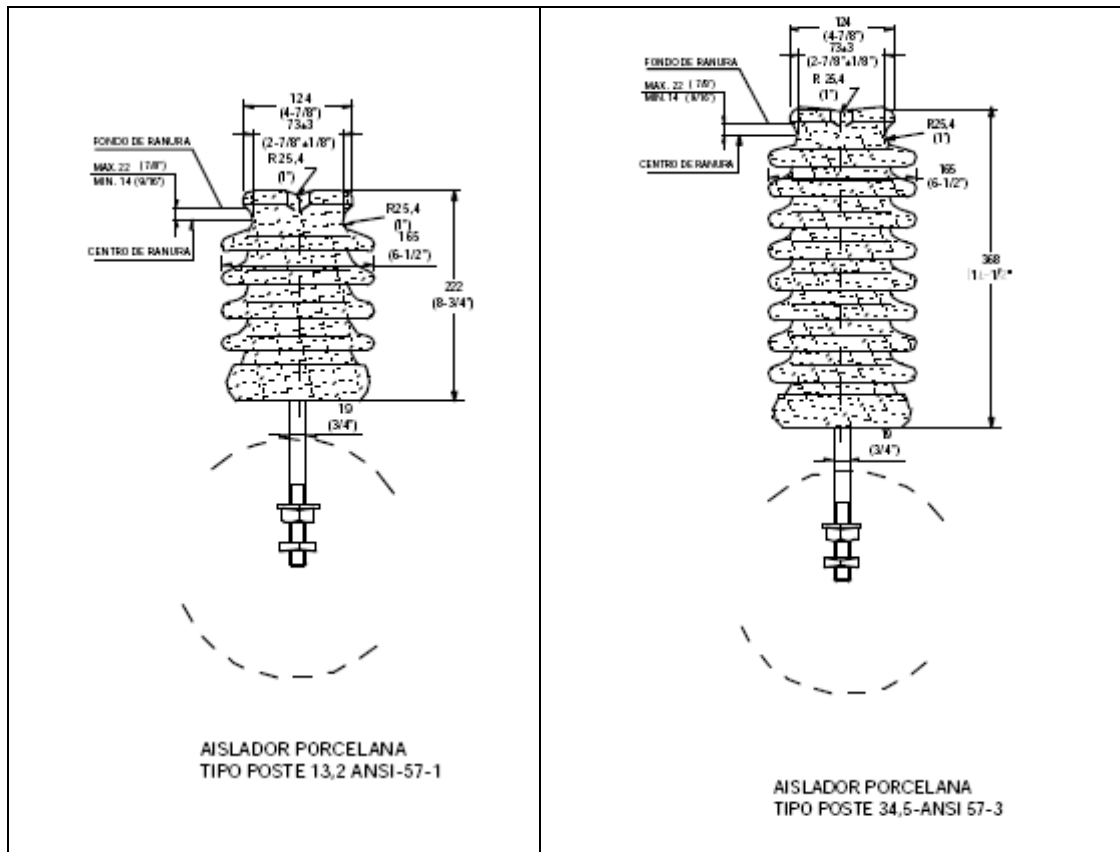 124
(4-7/8")
73±3
(2-7/8"±1/8")
FONDO DE RANURA
R 25,4
(1")
MAX. 22 (7/8")
MIN. 14 (9/16")
R25,4
(1")
CENTRO DE RANURA
165
(6-1/2")
222
(8-3/4")
19
(3/4")
AISLADOR PORCELANA
TIPO POSTE 13,2 ANSI-57-1
124
(4-7/8")
73±3
(2-7/8"±1/8")
FONDO DE RANURA
R 25,4
(1")
MAX. 22 (7/8")
MIN. 14 (9/16")
R25,4
(1")
CENTRO DE RANURA
165
(6-1/2")
368
19
(3/4")
AISLADOR PORCELANA
TIPO POSTE 34,5-ANSI 57-3